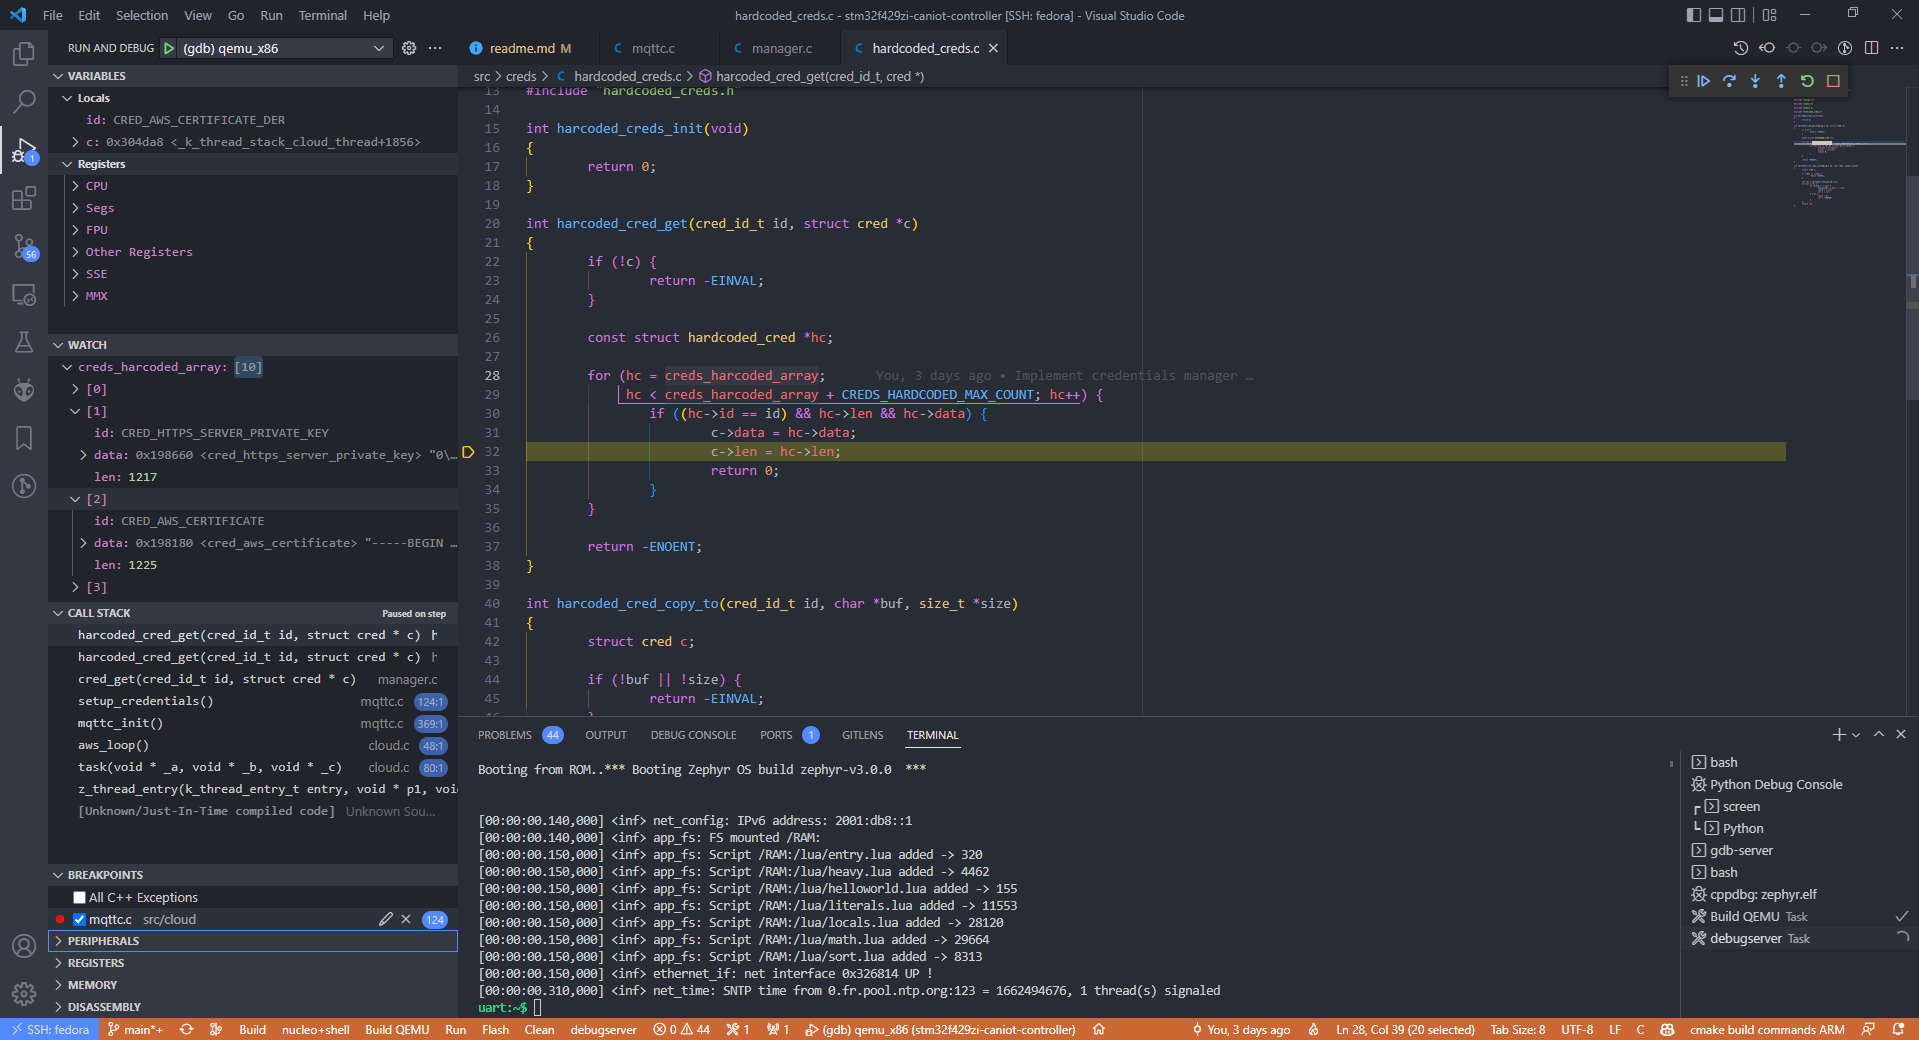 File Edit Selection View Go Run Terminal Help
hardcoded_creds.c - stm32f429zi-caniot-controller [SSH: fedora] - Visual Studio Code
RUN AND DEBUG (gdb) qemu_x86
readme.md M
mqttc.c
manager.c
hardcoded_creds.c
src > creds > C hardcoded_creds.c > harcoded_cred_get(cred_id_t, cred *)
VARIABLES
Locals
id: CRED_AWS_CERTIFICATE_DER
c: 0x304da8 <_k_thread_stack_cloud_thread+1856>
Registers
CPU
Segs
FPU
Other Registers
SSE
MMX
WATCH
creds_harcoded_array: [10]
[0]
[1]
id: CRED_HTTPS_SERVER_PRIVATE_KEY
data: 0x198660 <cred_https_server_private_key> "0\…
len: 1217
[2]
id: CRED_AWS_CERTIFICATE
data: 0x198180 <cred_aws_certificate> "-----BEGIN …
len: 1225
[3]
CALL STACK Paused on step
harcoded_cred_get(cred_id_t id, struct cred * c) h
harcoded_cred_get(cred_id_t id, struct cred * c) h
cred_get(cred_id_t id, struct cred * c) manager.c
setup_credentials() mqttc.c 124:1
mqttc_init() mqttc.c 369:1
aws_loop() cloud.c 48:1
task(void * _a, void * _b, void * _c) cloud.c 80:1
z_thread_entry(k_thread_entry_t entry, void * p1, voi
[Unknown/Just-In-Time compiled code] Unknown Sou…
BREAKPOINTS
All C++ Exceptions
mqttc.c src/cloud 124
PERIPHERALS
REGISTERS
MEMORY
DISASSEMBLY
1
56
13 #include "hardcoded_creds.h"
14
15 int harcoded_creds_init(void)
16 {
17 return 0;
18 }
19
20 int harcoded_cred_get(cred_id_t id, struct cred *c)
21 {
22 if (!c) {
23 return -EINVAL;
24 }
25
26 const struct hardcoded_cred *hc;
27
28 for (hc = creds_harcoded_array; You, 3 days ago • Implement credentials manager …
29 hc < creds_harcoded_array + CREDS_HARDCODED_MAX_COUNT; hc++) {
30 if ((hc->id == id) && hc->len && hc->data) {
31 c->data = hc->data;
32 c->len = hc->len;
33 return 0;
34 }
35 }
36
37 return -ENOENT;
38 }
39
40 int harcoded_cred_copy_to(cred_id_t id, char *buf, size_t *size)
41 {
42 struct cred c;
43
44 if (!buf || !size) {
45 return -EINVAL;
46 }
PROBLEMS 44 OUTPUT DEBUG CONSOLE PORTS 1 GITLENS TERMINAL
Booting from ROM..*** Booting Zephyr OS build zephyr-v3.0.0 ***
[00:00:00.140,000] <inf> net_config: IPv6 address: 2001:db8::1
[00:00:00.140,000] <inf> app_fs: FS mounted /RAM:
[00:00:00.150,000] <inf> app_fs: Script /RAM:/lua/entry.lua added -> 320
[00:00:00.150,000] <inf> app_fs: Script /RAM:/lua/heavy.lua added -> 4462
[00:00:00.150,000] <inf> app_fs: Script /RAM:/lua/helloworld.lua added -> 155
[00:00:00.150,000] <inf> app_fs: Script /RAM:/lua/literals.lua added -> 11553
[00:00:00.150,000] <inf> app_fs: Script /RAM:/lua/locals.lua added -> 28120
[00:00:00.150,000] <inf> app_fs: Script /RAM:/lua/math.lua added -> 29664
[00:00:00.150,000] <inf> app_fs: Script /RAM:/lua/sort.lua added -> 8313
[00:00:00.150,000] <inf> ethernet_if: net interface 0x326814 UP !
[00:00:00.310,000] <inf> net_time: SNTP time from 0.fr.pool.ntp.org:123 = 1662494676, 1 thread(s) signaled
uart:~$
bash
Python Debug Console
screen
Python
gdb-server
bash
cppdbg: zephyr.elf
Build QEMU Task
debugserver Task
SSH: fedora main*+ Build nucleo+shell Build QEMU Run Flash Clean debugserver 0 44 1 1 (gdb) qemu_x86 (stm32f429zi-caniot-controller) You, 3 days ago Ln 28, Col 39 (20 selected) Tab Size: 8 UTF-8 LF C cmake build commands ARM